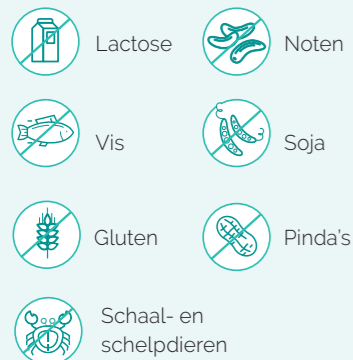 Lactose
Noten
Vis
Soja
Gluten
Pinda's
Schaal- en
schelpdieren